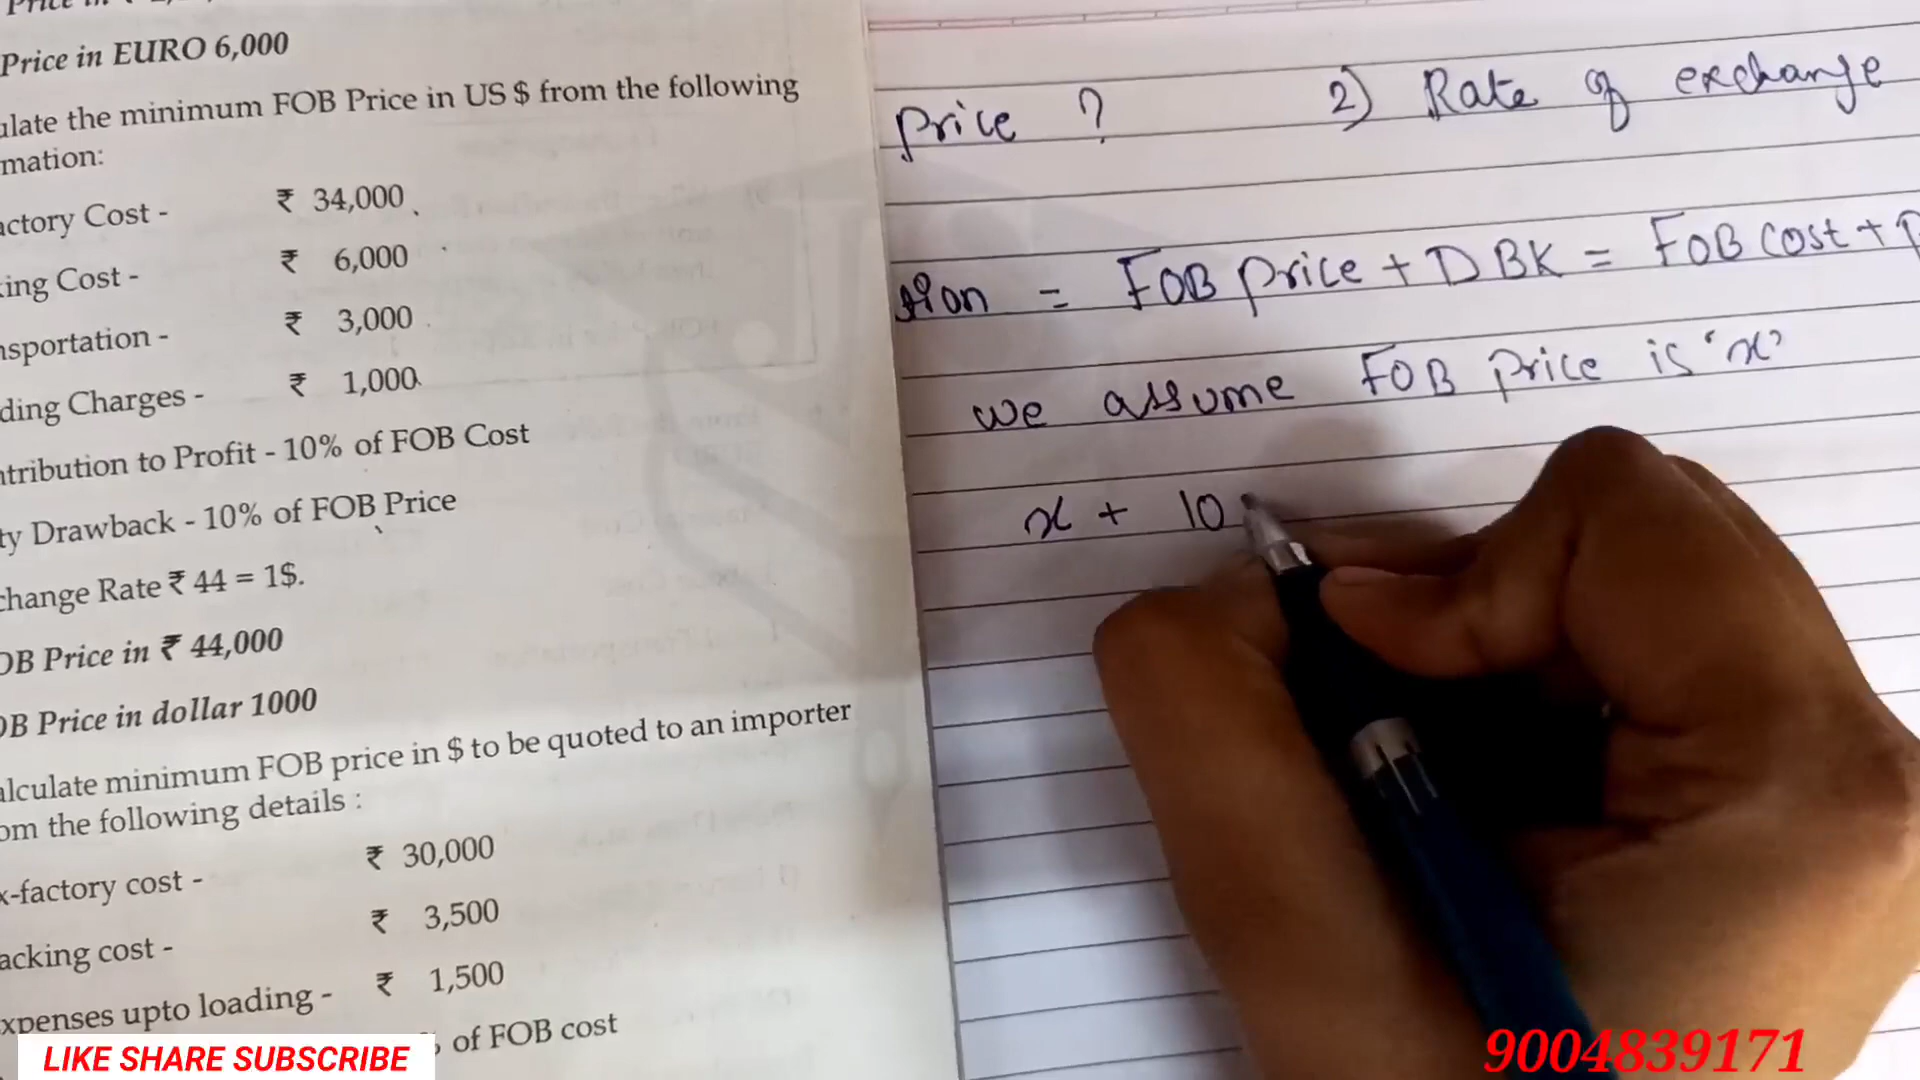 Price in EURO 6,000
ulate the minimum FOB Price in US $ from the following
mation:
actory Cost - ₹ 34,000
ing Cost - ₹ 6,000
nsportation - ₹ 3,000
ding Charges - ₹ 1,000
ntribution to Profit - 10% of FOB Cost
ty Drawback - 10% of FOB Price
change Rate ₹ 44 = 1$.
OB Price in ₹ 44,000
OB Price in dollar 1000
alculate minimum FOB price in $ to be quoted to an importer
om the following details :
x-factory cost - ₹ 30,000
acking cost - ₹ 3,500
xpenses upto loading - ₹ 1,500
of FOB cost
Price ? 2) Rate of exchange
= FOB Price + DBK = FOB cost + P
we assume FOB Price is 'x'
x + 10
LIKE SHARE SUBSCRIBE
9004839171